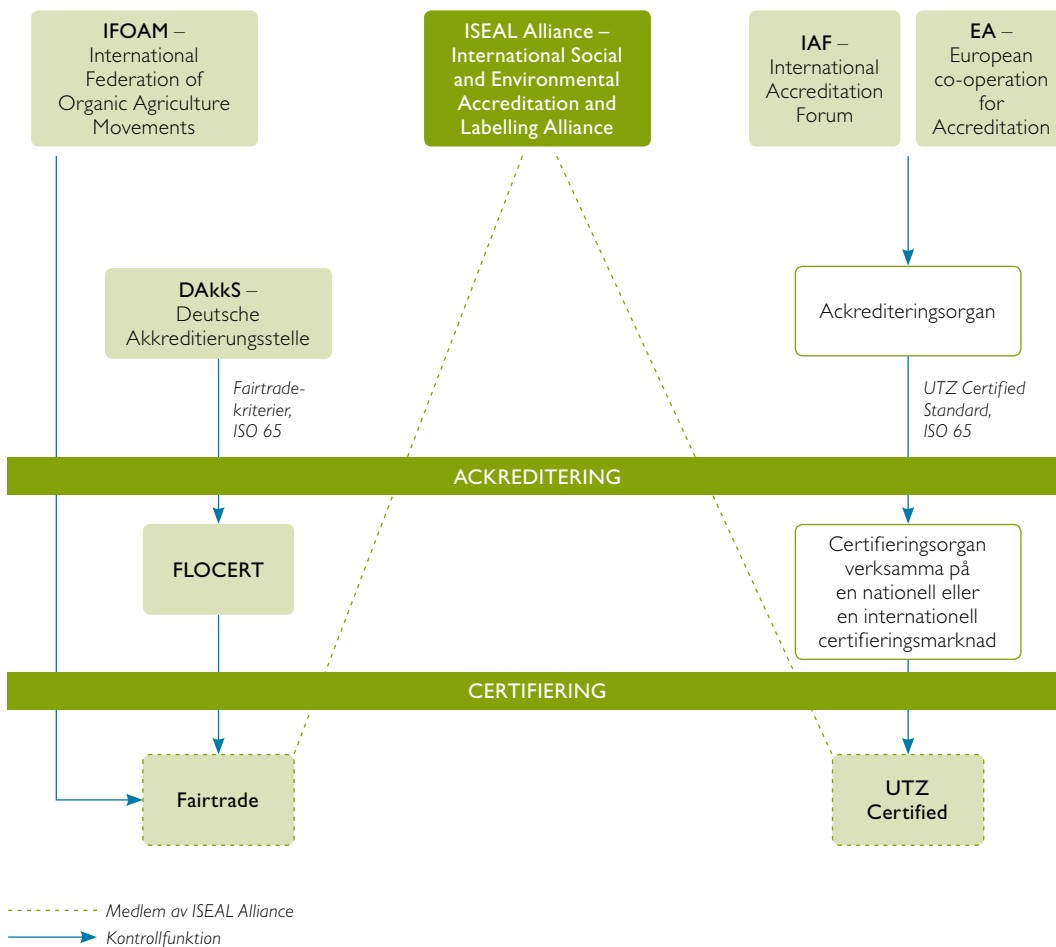 IFOAM –
International
Federation of
Organic Agriculture
Movements
ISEAL Alliance –
International Social
and Environmental
Accreditation and
Labelling Alliance
IAF –
International
Accreditation
Forum
EA –
European
co-operation
for
Accreditation
DAkkS –
Deutsche
Akkreditierungsstelle
Ackrediteringsorgan
Fairtrade-
kriterier,
ISO 65
UTZ Certified
Standard,
ISO 65
ACKREDITERING
FLOCERT
Certifieringsorgan
verksamma på
en nationell eller
en internationell
certifieringsmarknad
CERTIFIERING
Fairtrade
UTZ
Certified
Medlem av ISEAL Alliance
Kontrollfunktion